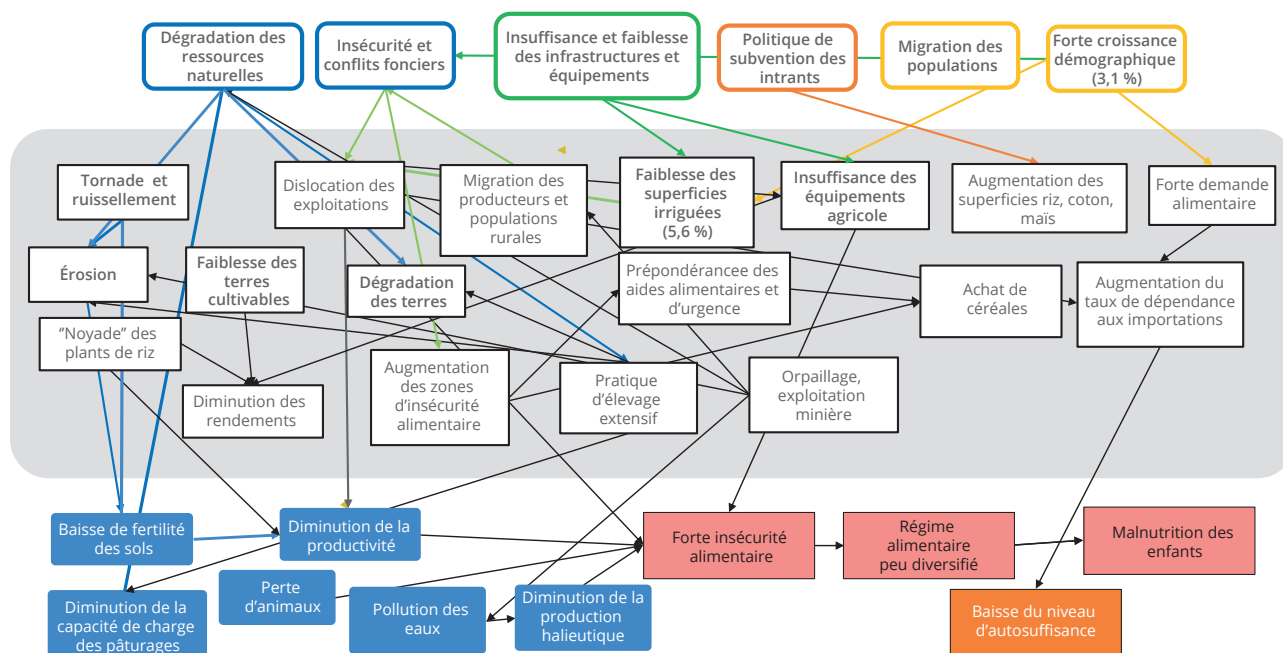 Dégradation des
ressources
naturelles
Insécurité et
conflits fonciers
Insuffisance et faiblesse
des infrastructures et
équipements
Politique de
subvention des
intrants
Migration des
populations
Forte croissance
démographique
(3,1 %)
Tornade et
ruissellement
Dislocation des
exploitations
Migration des
producteurs et
populations
rurales
Faiblesse des
superficies
irriguées
(5,6 %)
Insuffisance des
équipements
agricole
Augmentation des
superficies riz, coton,
maïs
Forte demande
alimentaire
Érosion
Faiblesse des
terres
cultivables
Dégradation
des terres
Prépondérancee des
aides alimentaires et
d'urgence
Achat de
céréales
Augmentation du
taux de dépendance
aux importations
"Noyade" des
plants de riz
Diminution des
rendements
Augmentation
des zones
d'insécurité
alimentaire
Pratique
d'élevage
extensif
Orpaillage,
exploitation
minière
Baisse de fertilité
des sols
Diminution de la
productivité
Forte insécurité
alimentaire
Régime
alimentaire
peu diversifié
Malnutrition des
enfants
Perte
d'animaux
Diminution de la
capacité de charge
des pâturages
Pollution des
eaux
Diminution de la
production
halieutique
Baisse du niveau
d'autosuffisance